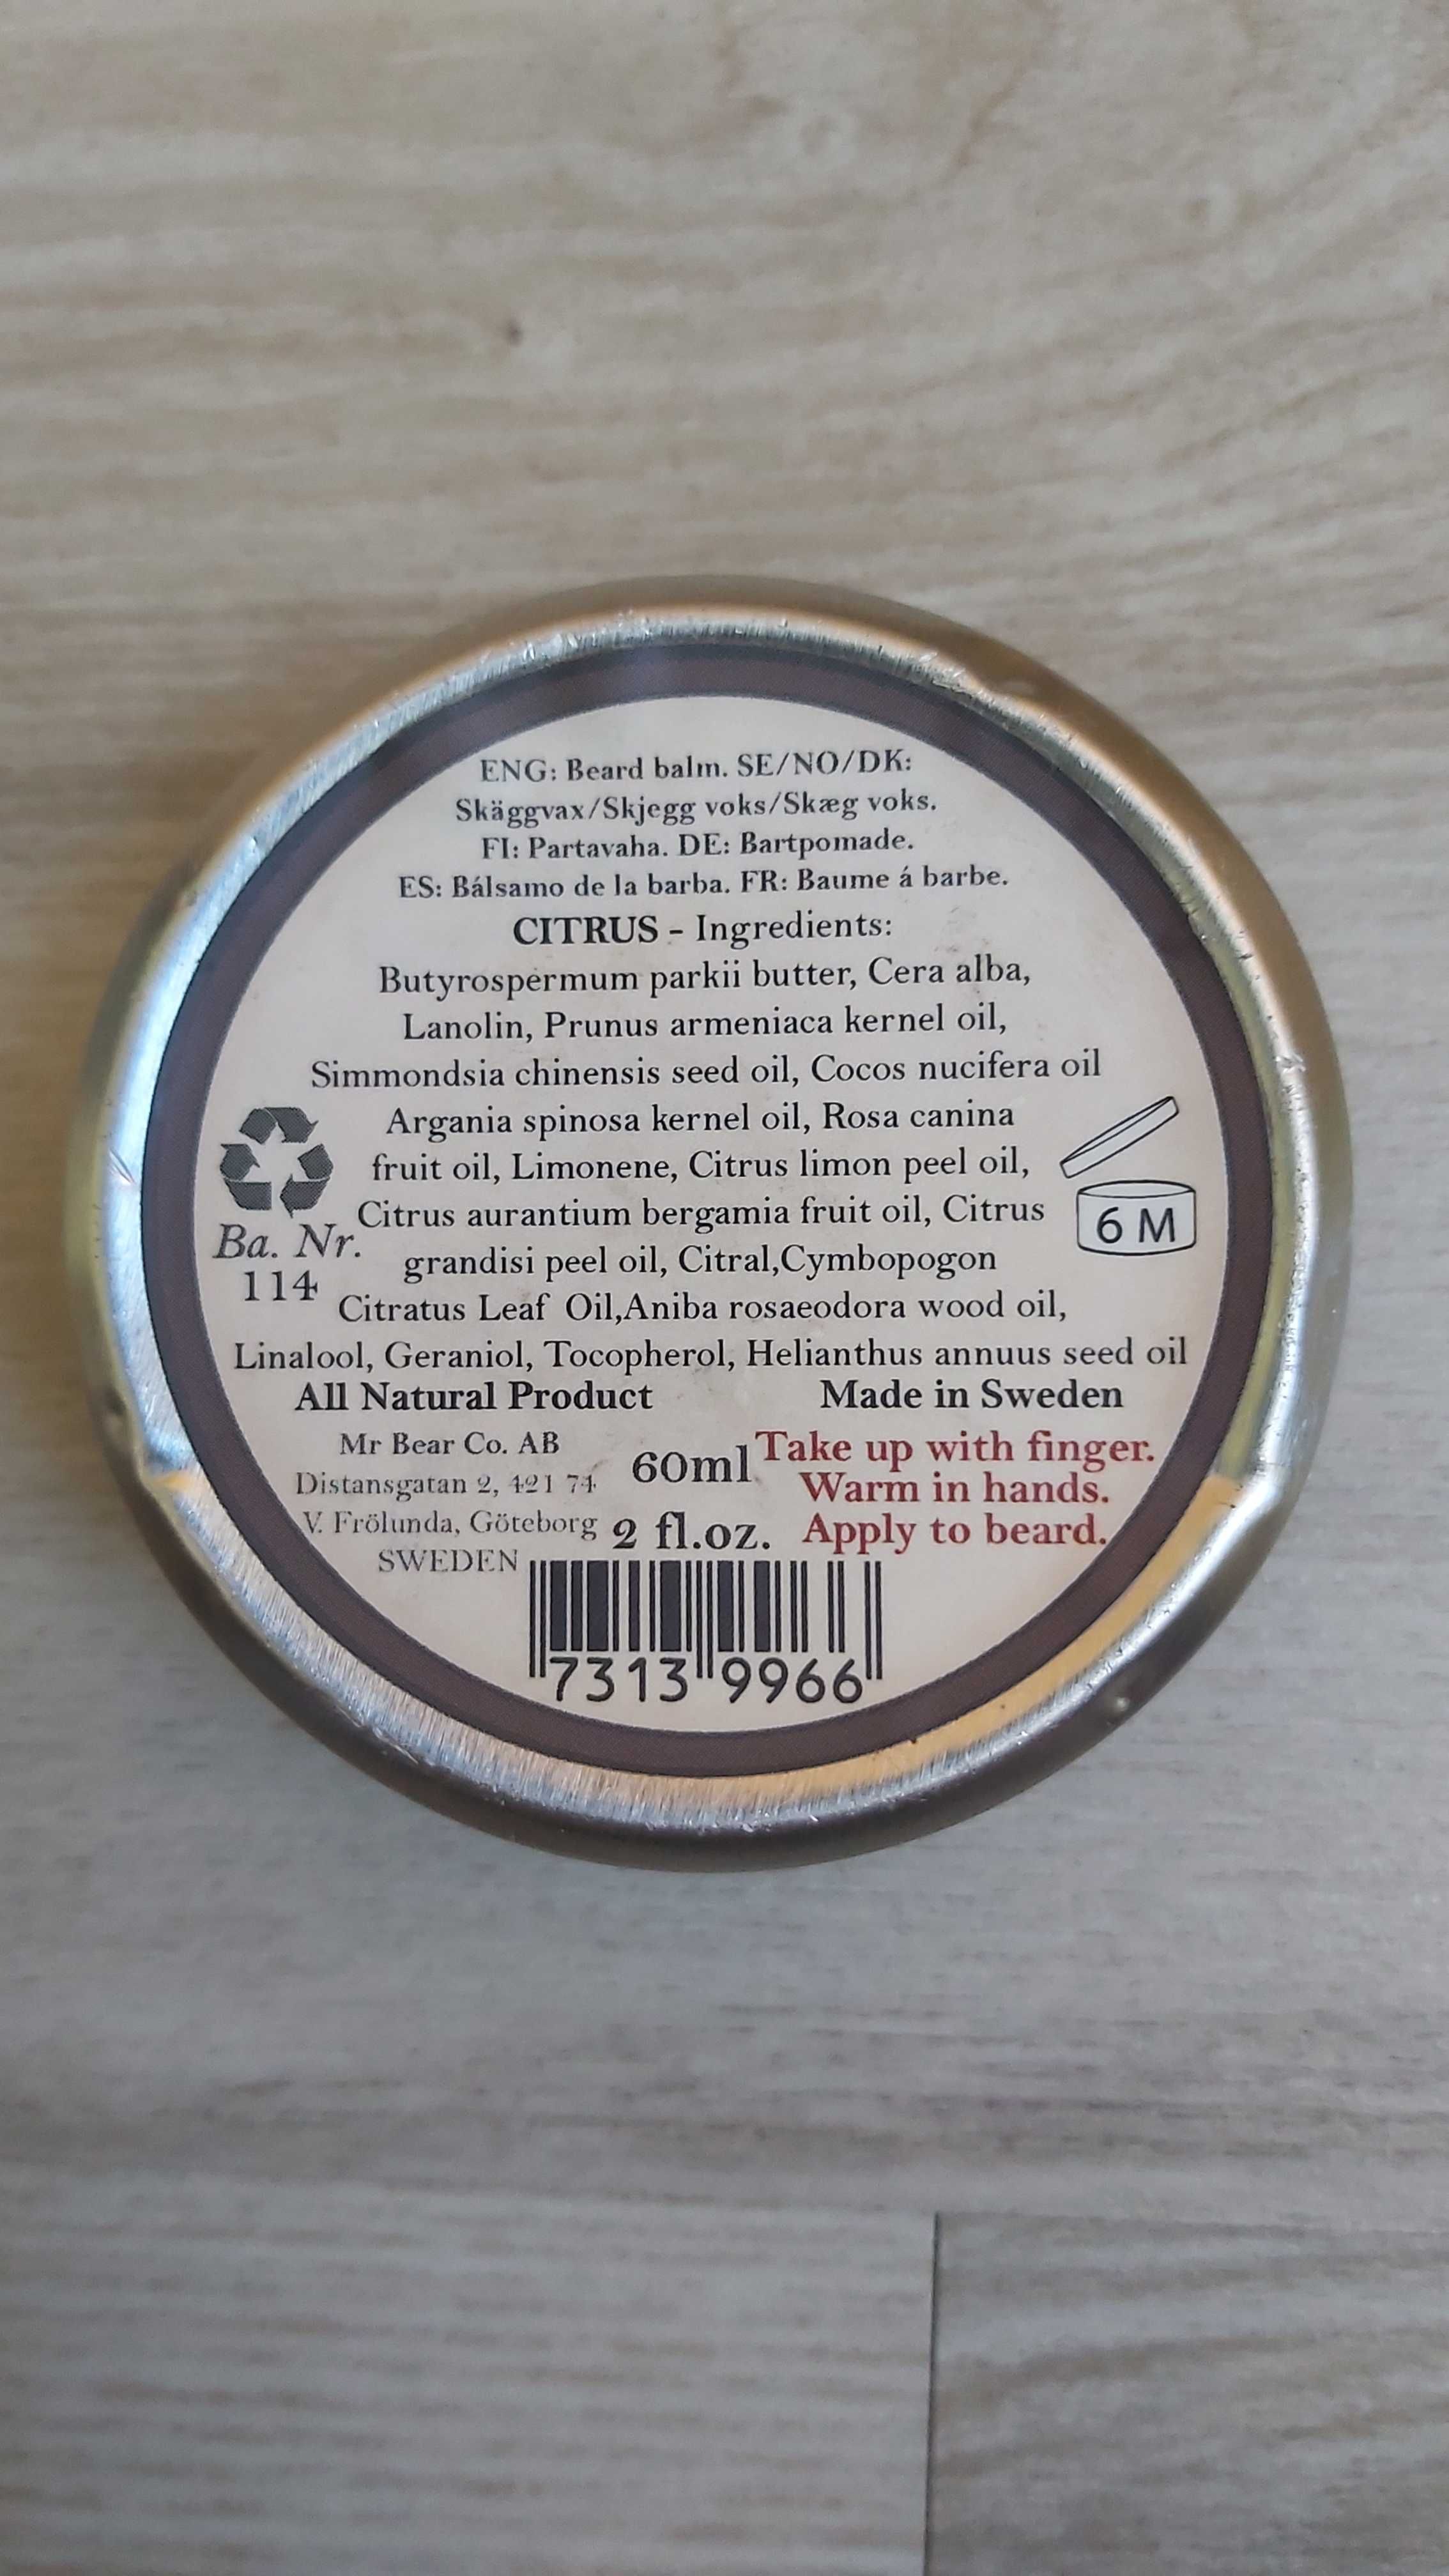 ENG: Beard balm. SE/NO/DK:
Skäggvax/Skjegg voks/Skæg voks.
FI: Partavaha. DE: Bartpomade.
ES: Bálsamo de la barba. FR: Baume á barbe.
CITRUS - Ingredients:
Butyrospermum parkii butter, Cera alba,
Lanolin, Prunus armeniaca kernel oil,
Simmondsia chinensis seed oil, Cocos nucifera oil
Argania spinosa kernel oil, Rosa canina
fruit oil, Limonene, Citrus limon peel oil,
Citrus aurantium bergamia fruit oil, Citrus
grandisi peel oil, Citral,Cymbopogon
Citratus Leaf Oil,Aniba rosaeodora wood oil,
Linalool, Geraniol, Tocopherol, Helianthus annuus seed oil
Ba. Nr.
114
6 M
All Natural Product
Made in Sweden
Mr Bear Co. AB
Distansgatan 2, 421 74
V. Frölunda, Göteborg
SWEDEN
60ml
2 fl.oz.
Take up with finger.
Warm in hands.
Apply to beard.
7313 9966